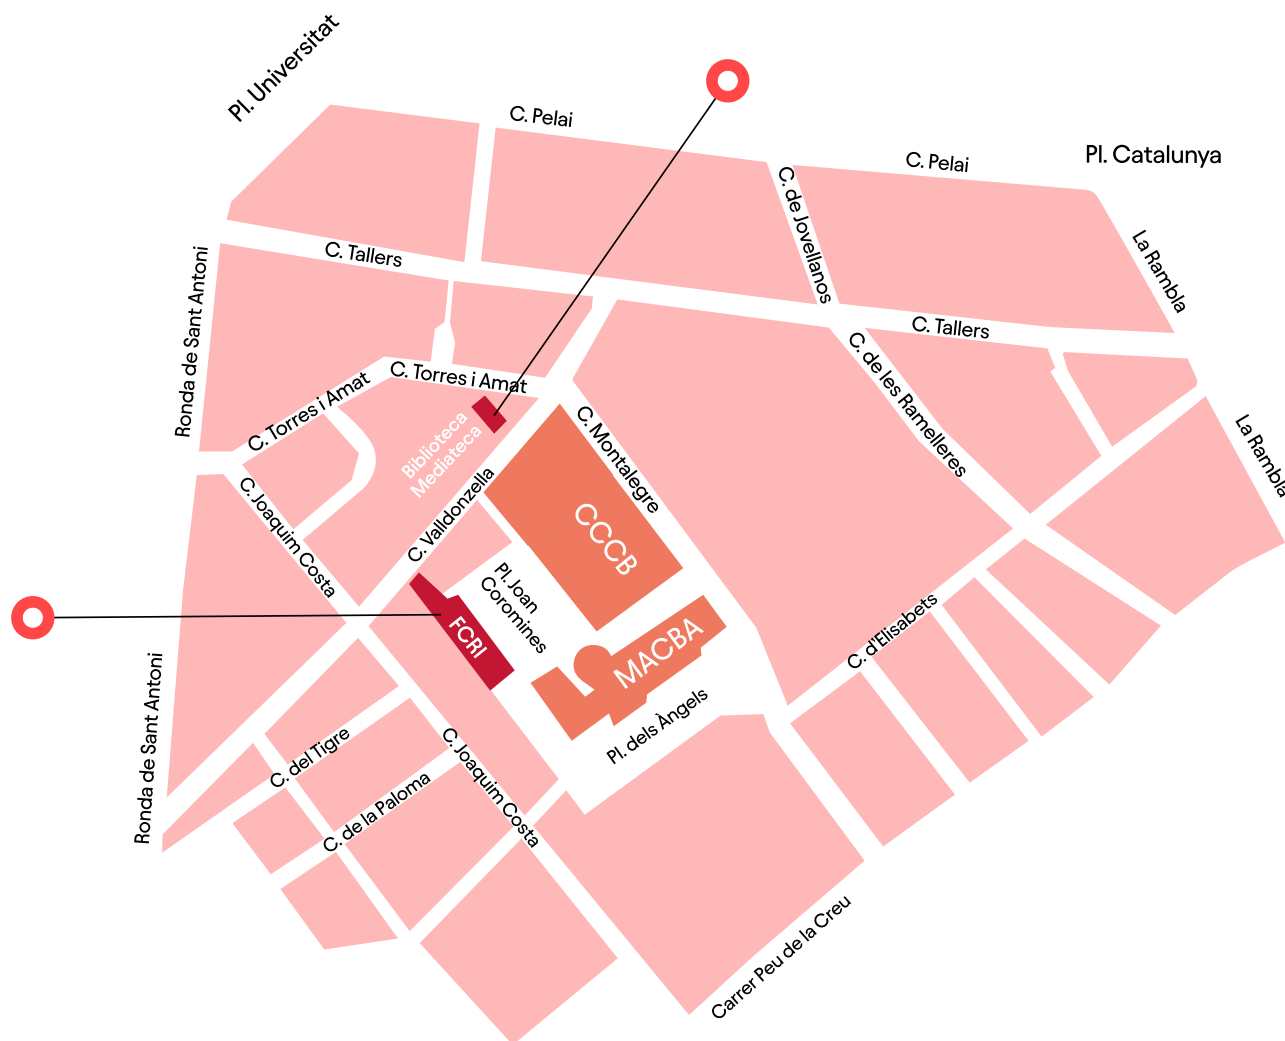 Pl. Universitat
C. Pelai
C. Pelai
Pl. Catalunya
C. de Jovellanos
La Rambla
Ronda de Sant Antoni
C. Tallers
C. Tallers
C. Torres i Amat
C. Torres i Amat
C. de les Ramelleres
La Rambla
Biblioteca
Mediateca
C. Montalegre
C. Joaquim Costa
C. Valldonzella
CCCB
Pl. Joan
Coromines
FCRI
MACBA
C. d'Elisabets
Pl. dels Àngels
Ronda de Sant Antoni
C. del Tigre
C. de la Paloma
C. Joaquim Costa
Carrer Peu de la Creu